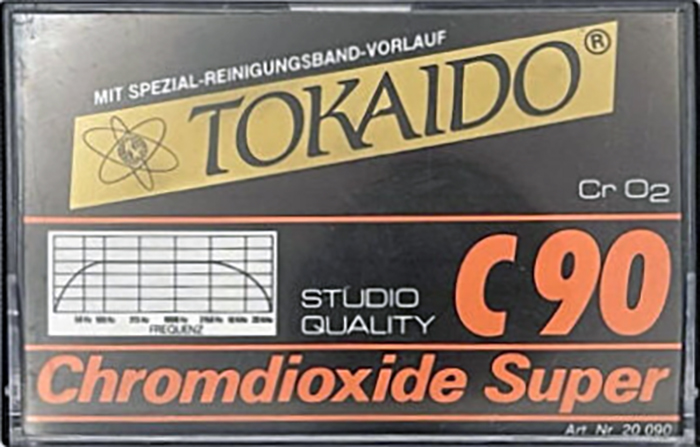 MIT SPEZIAL-REINIGUNGSBAND-VORLAUF
TOKAIDO®
Cr O2
STUDIO
QUALITY
C 90
FREQUENZ
Chromdioxide Super
Art. Nr. 20 090